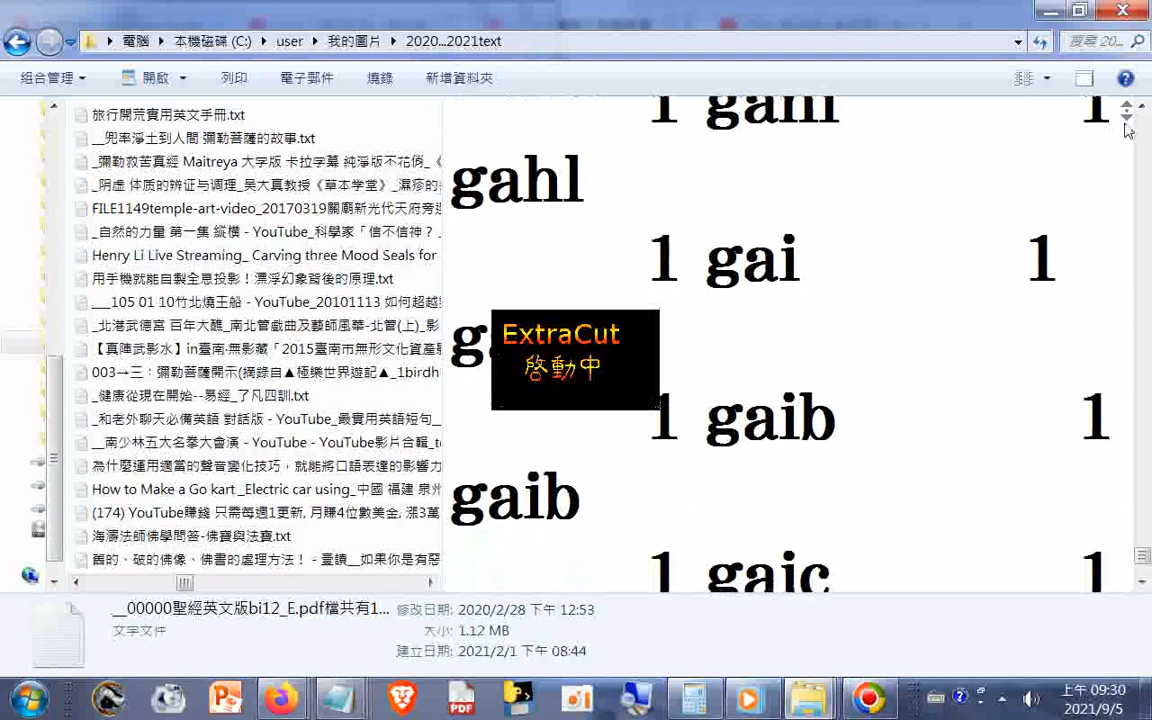 電腦 ▸ 本機磁碟 (C:) ▸ user ▸ 我的圖片 ▸ 2020...2021text
搜尋 20...
組合管理 開啟 列印 電子郵件 燒錄 新增資料夾
旅行開荒實用英文手冊.txt
__兜率淨土到人間 彌勒菩薩的故事.txt
_彌勒救苦真經 Maitreya 大字版 卡拉字幕 純淨版不花俏_《
_阴虚 体质的辨证与调理_吴大真教授《草本学堂》_濕疹的
FILE1149temple-art-video_20170319關廟新光代天府旁
_自然的力量 第一集 縱橫 - YouTube_科學家「信不信神？
Henry Li Live Streaming_ Carving three Mood Seals for
用手機就能自製全息投影！漂浮幻象背後的原理.txt
___105 01 10竹北燒王船 - YouTube_20101113 如何超越
_北港武德宮 百年大醮_南北管戲曲及藝師風華-北管(上)_影
【真陣武影水】in臺南·無影藏「2015臺南市無形文化資產
003→三：彌勒菩薩開示(摘錄自▲極樂世界遊記▲_1birdh
_健康從現在開始--易經_了凡四訓.txt
_和老外聊天必備英語 對話版 - YouTube_最實用英語短句_
__南少林五大名拳大會演 - YouTube - YouTube影片合輯_t
為什麼運用適當的聲音變化技巧，就能將口語表達的影響力
How to Make a Go kart _Electric car using_中國 福建 泉州
(174) YouTube賺錢 只需每週1更新, 月賺4位數美金, 漲3萬
海濤法師佛學問答-佛寶與法寶.txt
舊的、破的佛像、佛書的處理方法！ - 壹讀__如果你是有惡
1 gahl 1
gahl
1 gai 1
ExtraCut
啓動中
1 gaib 1
gaib
1 gaic 1
__00000聖經英文版bi12_E.pdf檔共有1... 修改日期: 2020/2/28 下午 12:53
文字文件 大小: 1.12 MB
建立日期: 2021/2/1 下午 08:44
上午 09:30
2021/9/5